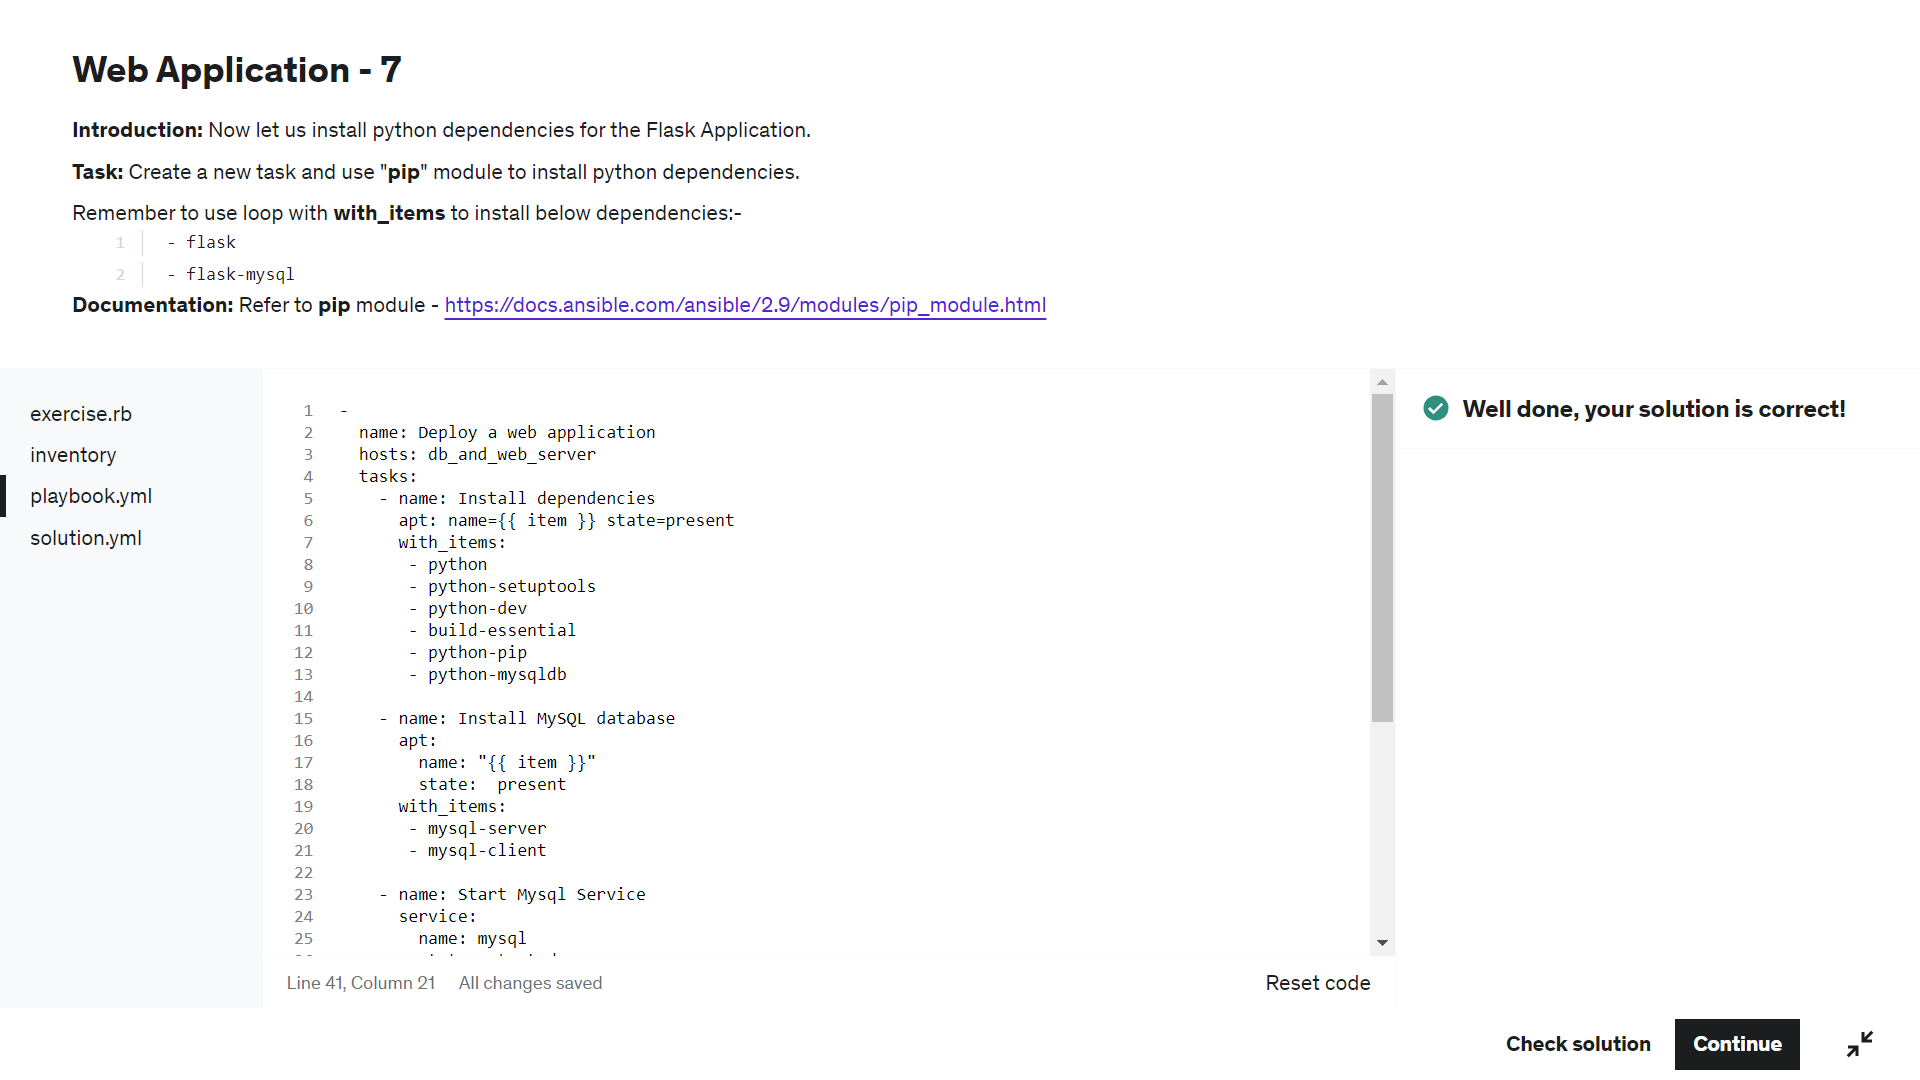 Web Application - 7
Introduction: Now let us install python dependencies for the Flask Application.
Task: Create a new task and use "pip" module to install python dependencies.
Remember to use loop with with_items to install below dependencies:-
1 - flask
2 - flask-mysql
Documentation: Refer to pip module - https://docs.ansible.com/ansible/2.9/modules/pip_module.html
exercise.rb
inventory
playbook.yml
solution.yml
1 -
2 name: Deploy a web application
3 hosts: db_and_web_server
4 tasks:
5 - name: Install dependencies
6 apt: name={{ item }} state=present
7 with_items:
8 - python
9 - python-setuptools
10 - python-dev
11 - build-essential
12 - python-pip
13 - python-mysqldb
14
15 - name: Install MySQL database
16 apt:
17 name: "{{ item }}"
18 state:  present
19 with_items:
20 - mysql-server
21 - mysql-client
22
23 - name: Start Mysql Service
24 service:
25 name: mysql
Line 41, Column 21 All changes saved
Reset code
Well done, your solution is correct!
Check solution
Continue